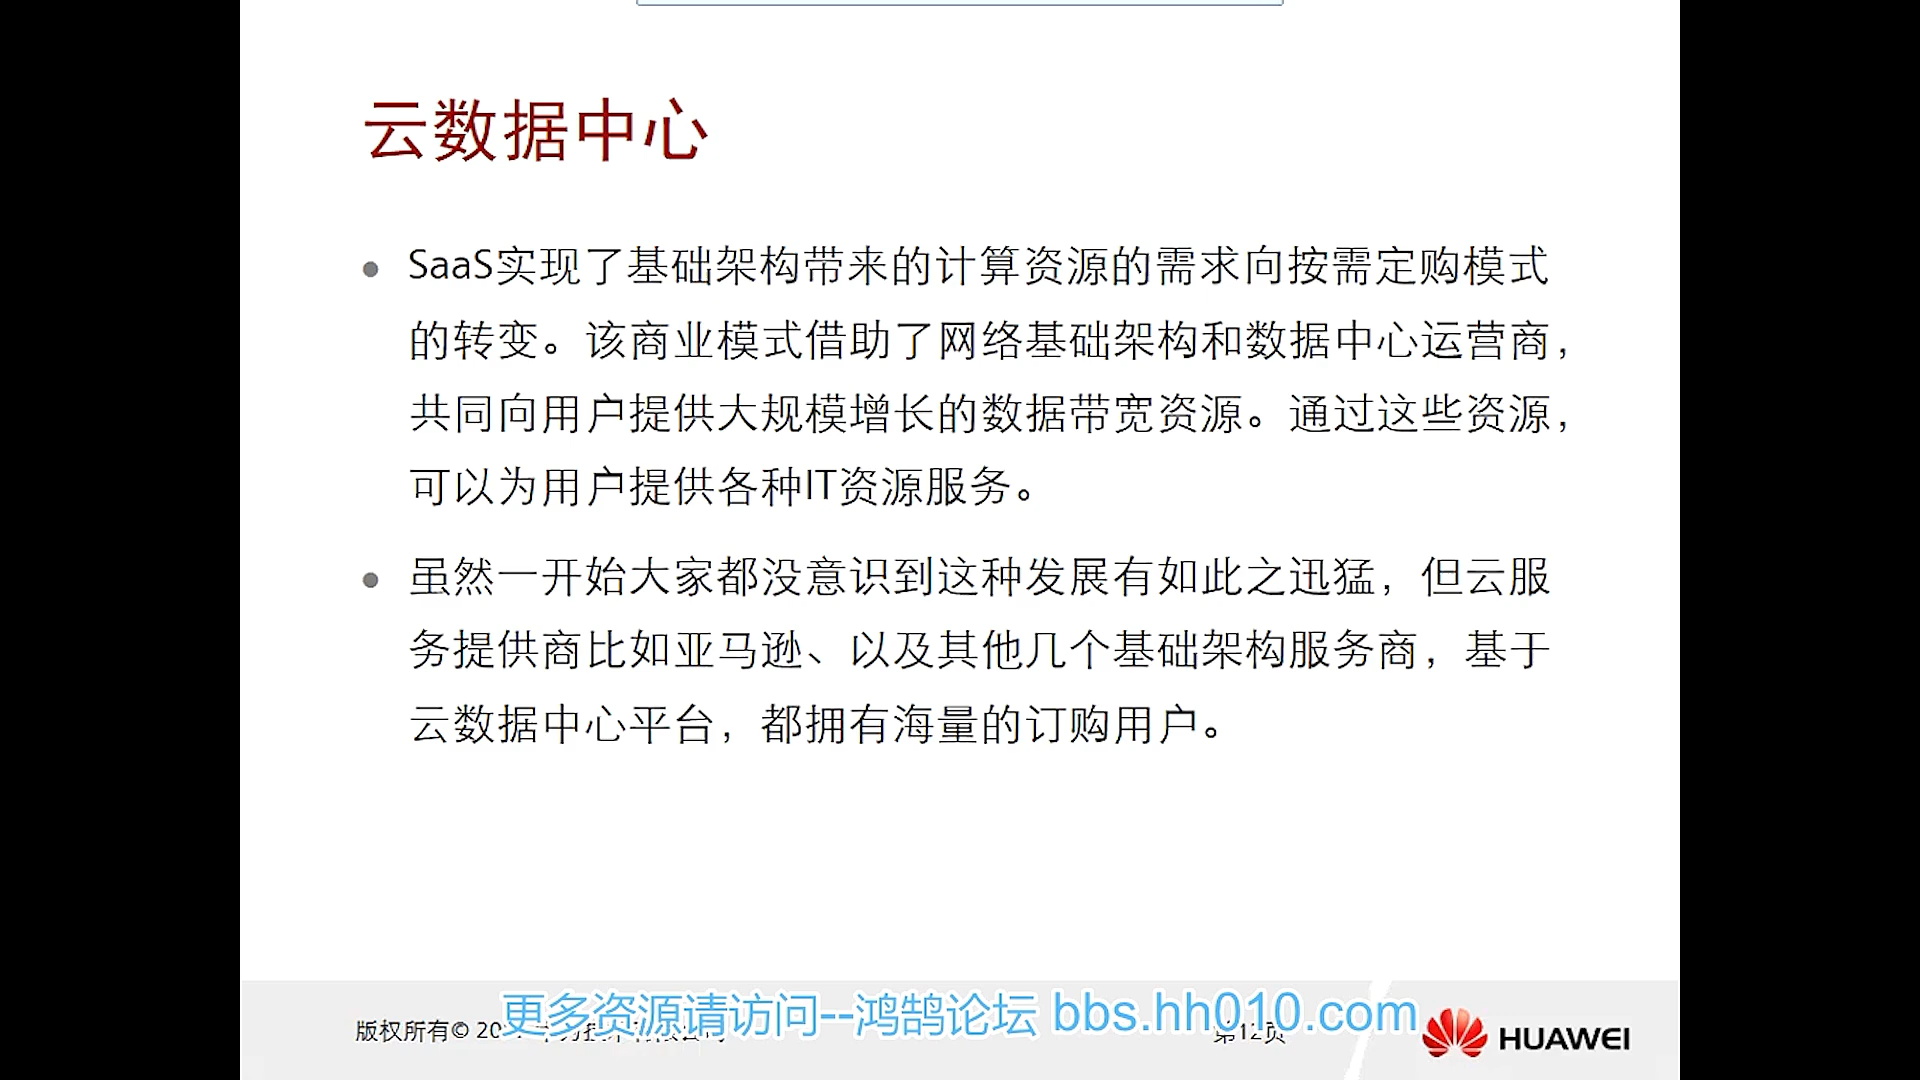 云数据中心
SaaS实现了基础架构带来的计算资源的需求向按需定购模式
的转变。该商业模式借助了网络基础架构和数据中心运营商，
共同向用户提供大规模增长的数据带宽资源。通过这些资源，
可以为用户提供各种IT资源服务。
虽然一开始大家都没意识到这种发展有如此之迅猛，但云服
务提供商比如亚马逊、以及其他几个基础架构服务商，基于
云数据中心平台，都拥有海量的订购用户。
更多资源请访问--鸿鹄论坛 bbs.hh010.com
版权所有© 20
第12页
HUAWEI